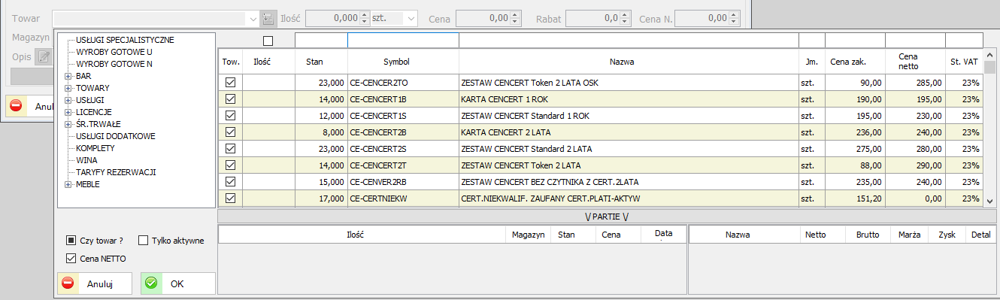 Towar Ilość 0,000 szt. Cena 0,00 Rabat 0,0 Cena N. 0,00
Magazyn
Opis
Anul
USŁUGI SPECJALISTYCZNE
WYROBY GOTOWE U
WYROBY GOTOWE N
BAR
TOWARY
USŁUGI
LICENCJE
ŚR.TRWAŁE
USŁUGI DODATKOWE
KOMPLETY
WINA
TARYFY REZERWACJI
MEBLE
Tow. Ilość Stan Symbol Nazwa Jm. Cena zak. Cena netto St. VAT
23,000 CE-CENCER2TO ZESTAW CENCERT Token 2 LATA OSK szt. 90,00 285,00 23%
14,000 CE-CENCERT1B KARTA CENCERT 1 ROK szt. 190,00 195,00 23%
12,000 CE-CENCERT1S ZESTAW CENCERT Standard 1 ROK szt. 195,00 230,00 23%
8,000 CE-CENCERT2B KARTA CENCERT 2 LATA szt. 236,00 240,00 23%
23,000 CE-CENCERT2S ZESTAW CENCERT Standard 2 LATA szt. 275,00 280,00 23%
14,000 CE-CENCERT2T ZESTAW CENCERT Token 2 LATA szt. 88,00 290,00 23%
15,000 CE-CENVER2RB ZESTAW CENCERT BEZ CZYTNIKA Z CERT.2LATA szt. 235,00 240,00 23%
17,000 CE-CERTNIEKW CERT.NIEKWALIF. ZAUFANY CERT.PLATI-AKTYW szt. 151,20 0,00 23%
\/ PARTIE \/
Ilość Magazyn Stan Cena Data
Nazwa Netto Brutto Marża Zysk Detal
Czy towar ? Tylko aktywne
Cena NETTO
Anuluj OK